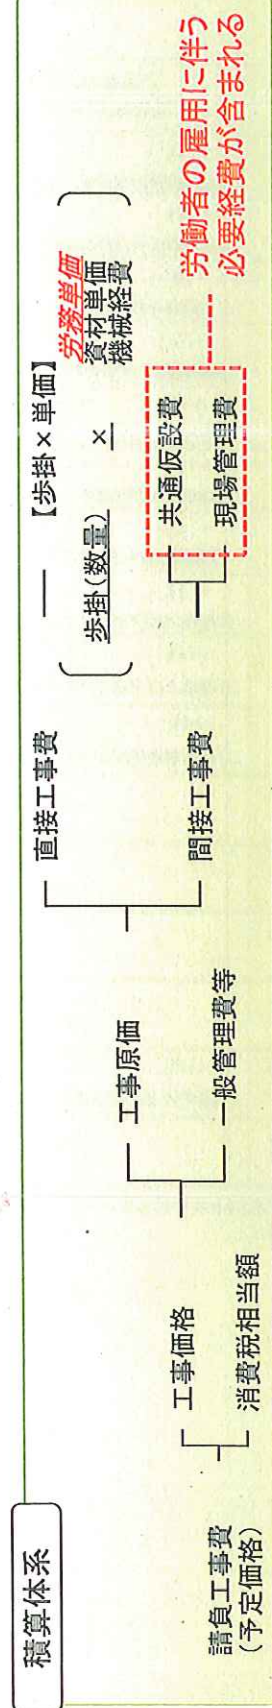 積算体系
請負工事費
(予定価格)
工事価格
消費税相当額
工事原価
一般管理費等
直接工事費
間接工事費
【歩掛×単価】
歩掛(数量)
×
労務単価
資材単価
機械経費
共通仮設費
現場管理費
労働者の雇用に伴う
必要経費が含まれる